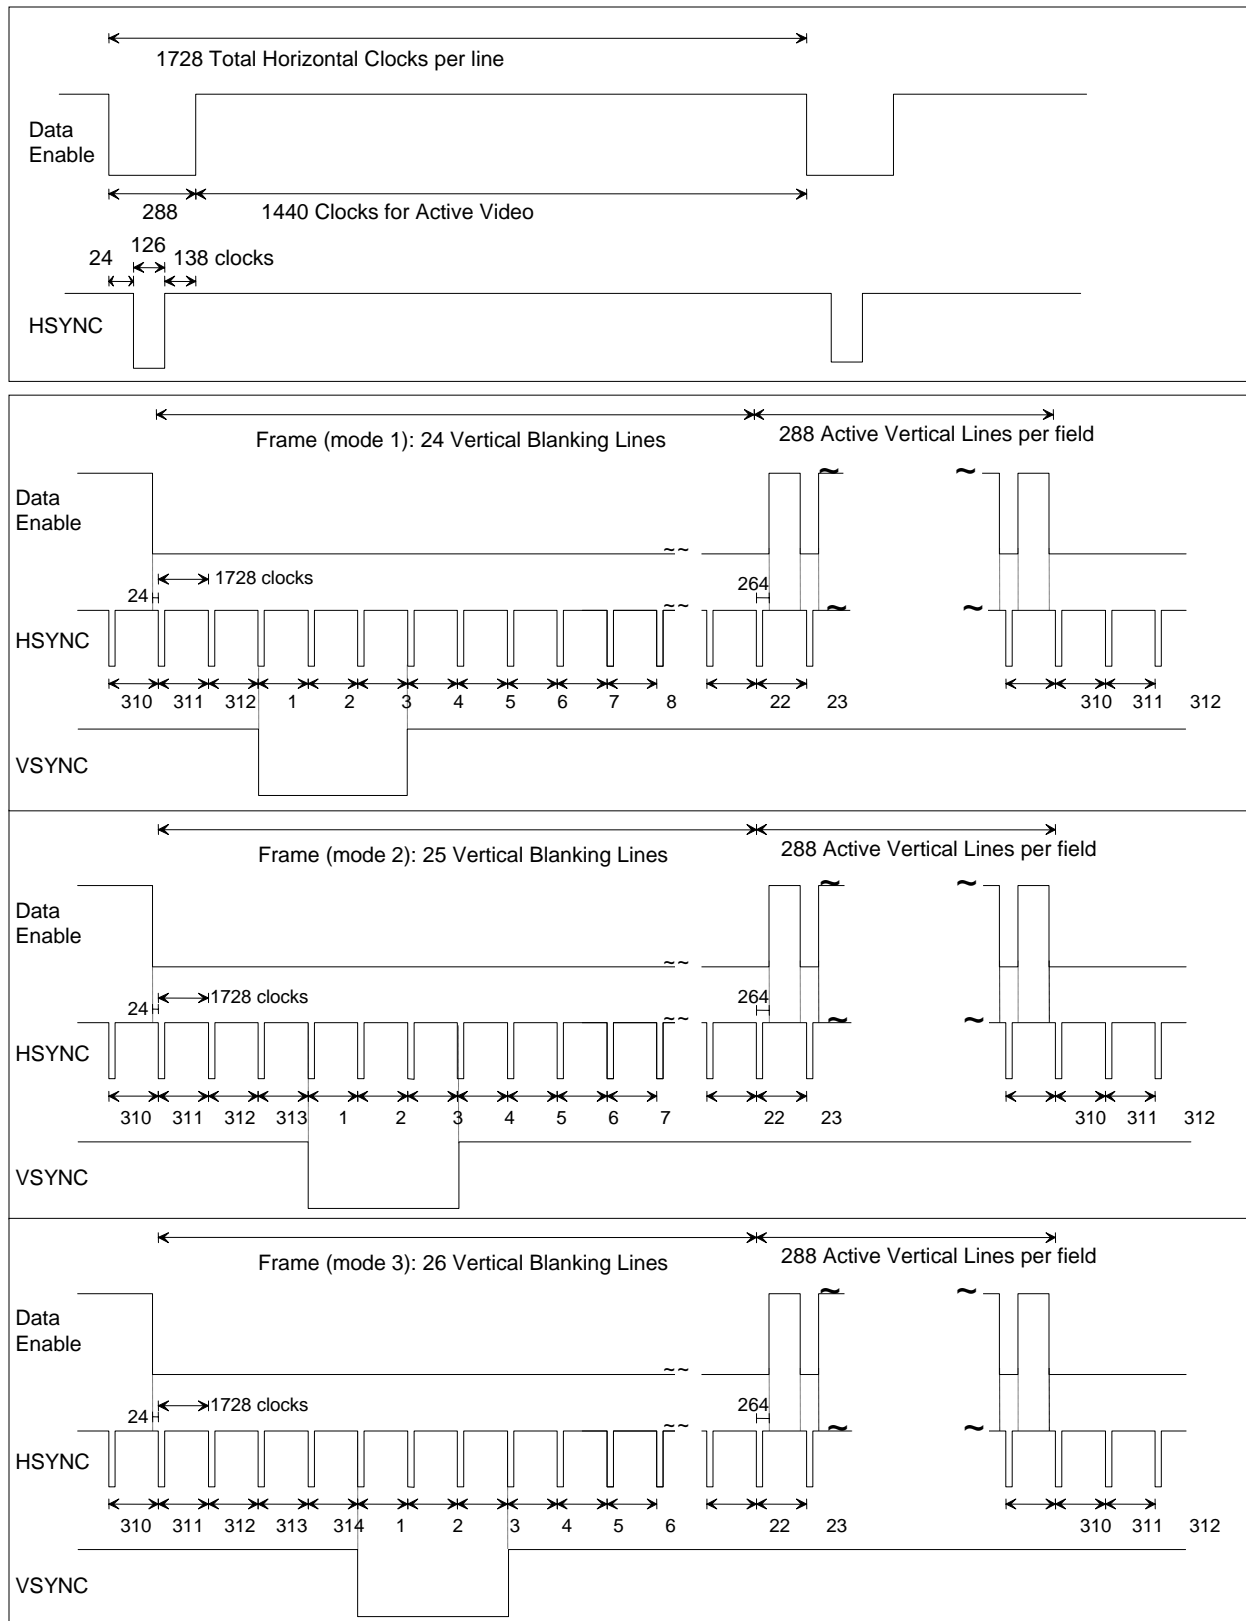 1728 Total Horizontal Clocks per line
Data
Enable
288
1440 Clocks for Active Video
126
24
138 clocks
HSYNC
Frame (mode 1): 24 Vertical Blanking Lines
288 Active Vertical Lines per field
~
~
Data
Enable
~ ~
1728 clocks
24
264
~ ~
~
~
HSYNC
310 311 312 1 2 3 4 5 6 7 8 22 23 310 311 312
VSYNC
Frame (mode 2): 25 Vertical Blanking Lines
288 Active Vertical Lines per field
~
~
Data
Enable
~ ~
1728 clocks
24
264
~ ~
~
~
HSYNC
310 311 312 313 1 2 3 4 5 6 7 22 23 310 311 312
VSYNC
Frame (mode 3): 26 Vertical Blanking Lines
288 Active Vertical Lines per field
~
~
Data
Enable
~ ~
1728 clocks
24
264
~ ~
~
~
HSYNC
310 311 312 313 314 1 2 3 4 5 6 22 23 310 311 312
VSYNC